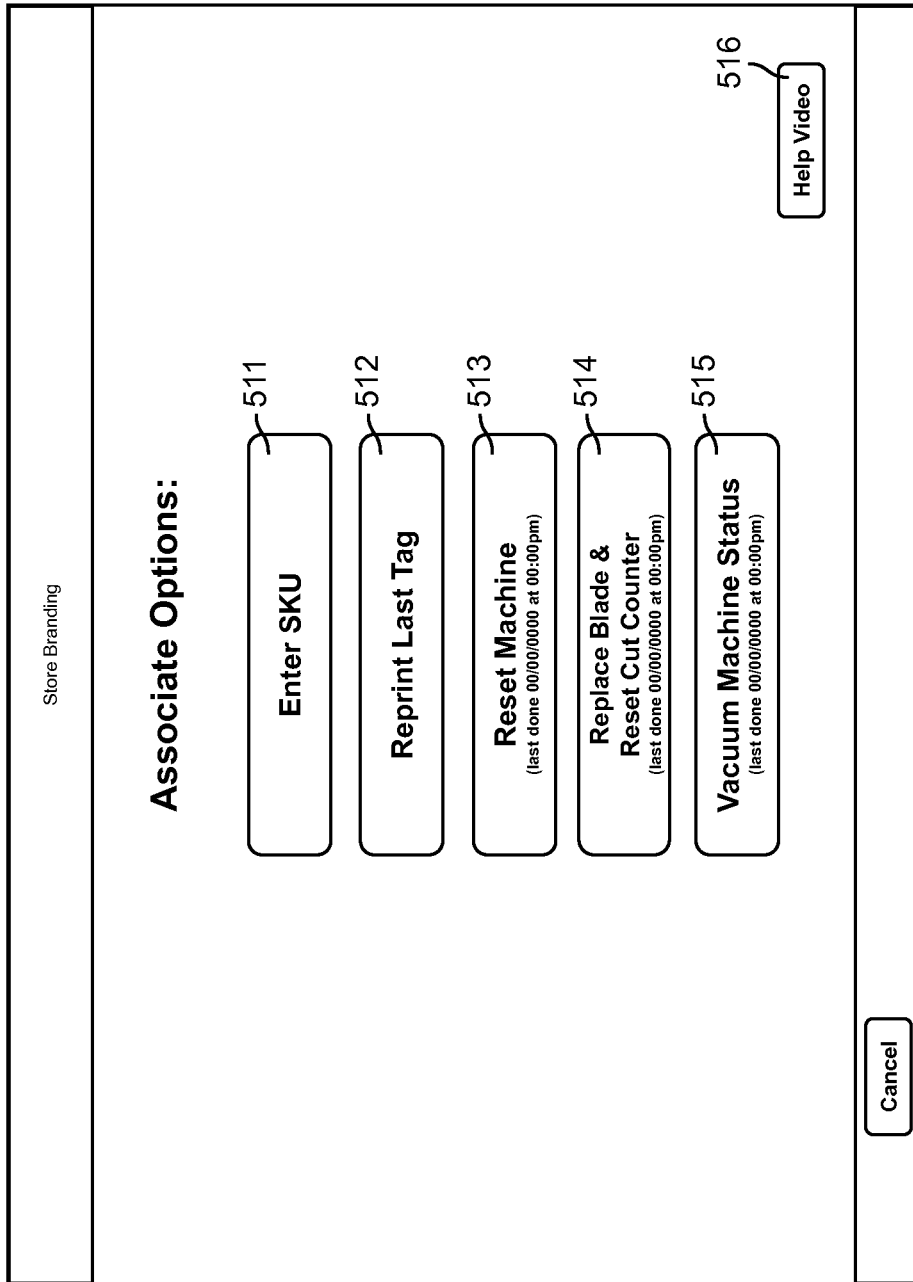 Store Branding
Associate Options:
Enter SKU
511
Reprint Last Tag
512
Reset Machine
(last done 00/00/0000 at 00:00pm)
513
Replace Blade &
Reset Cut Counter
(last done 00/00/0000 at 00:00pm)
514
Vacuum Machine Status
(last done 00/00/0000 at 00:00pm)
515
516
Help Video
Cancel